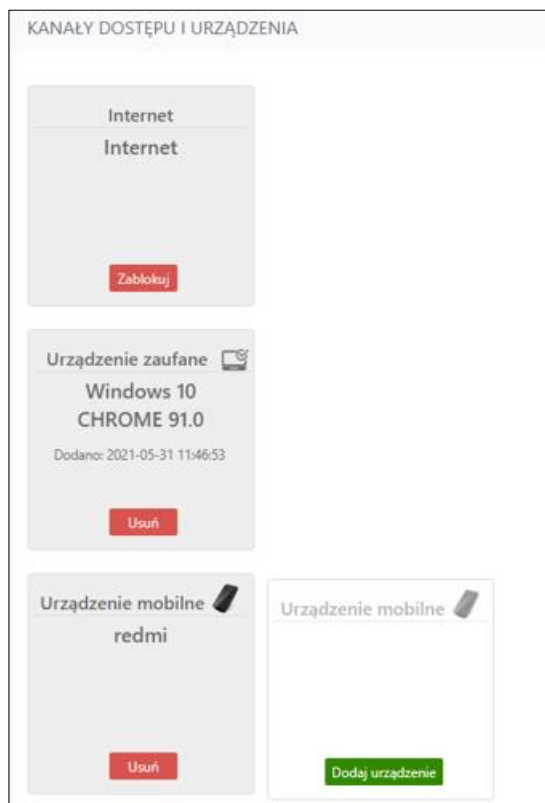 KANAŁY DOSTĘPU I URZĄDZENIA
Internet
Internet
Zablokuj
Urządzenie zaufane
Windows 10
CHROME 91.0
Dodano: 2021-05-31 11:46:53
Usuń
Urządzenie mobilne
redmi
Usuń
Urządzenie mobilne
Dodaj urządzenie